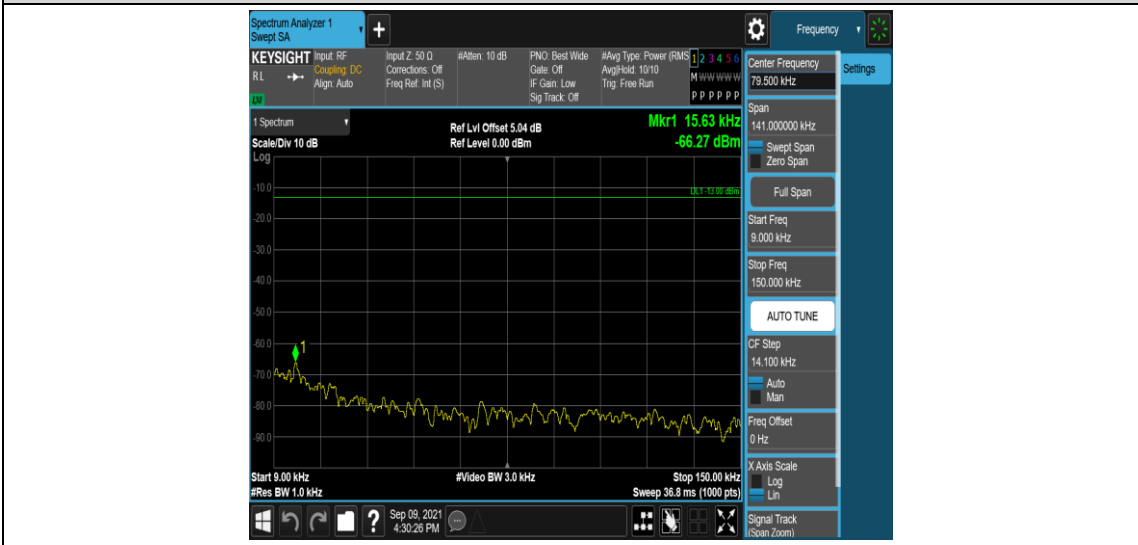 Spectrum Analyzer 1
Swept SA
+
Frequency
KEYSIGHT
RL
LXI
Input: RF
Coupling: DC
Align: Auto
Input Z: 50 Ω
Corrections: Off
Freq Ref: Int (S)
#Atten: 10 dB
PNO: Best Wide
Gate: Off
IF Gain: Low
Sig Track: Off
#Avg Type: Power (RMS
Avg|Hold: 10/10
Trig: Free Run
1 2 3 4 5 6
M W W W W W
P P P P P P
Center Frequency
79.500 kHz
Settings
Span
141.000000 kHz
Swept Span
Zero Span
Full Span
Start Freq
9.000 kHz
Stop Freq
150.000 kHz
AUTO TUNE
CF Step
14.100 kHz
Auto
Man
Freq Offset
0 Hz
X Axis Scale
Log
Lin
Signal Track
(Span Zoom)
1 Spectrum
Scale/Div 10 dB
Log
Ref Lvl Offset 5.04 dB
Ref Level 0.00 dBm
Mkr1 15.63 kHz
-66.27 dBm
DL1 -13.00 dBm
-10.0
-20.0
-30.0
-40.0
-50.0
-60.0
-70.0
-80.0
-90.0
1
Start 9.00 kHz
#Res BW 1.0 kHz
#Video BW 3.0 kHz
Stop 150.00 kHz
Sweep 36.8 ms (1000 pts)
?
Sep 09, 2021
4:30:26 PM